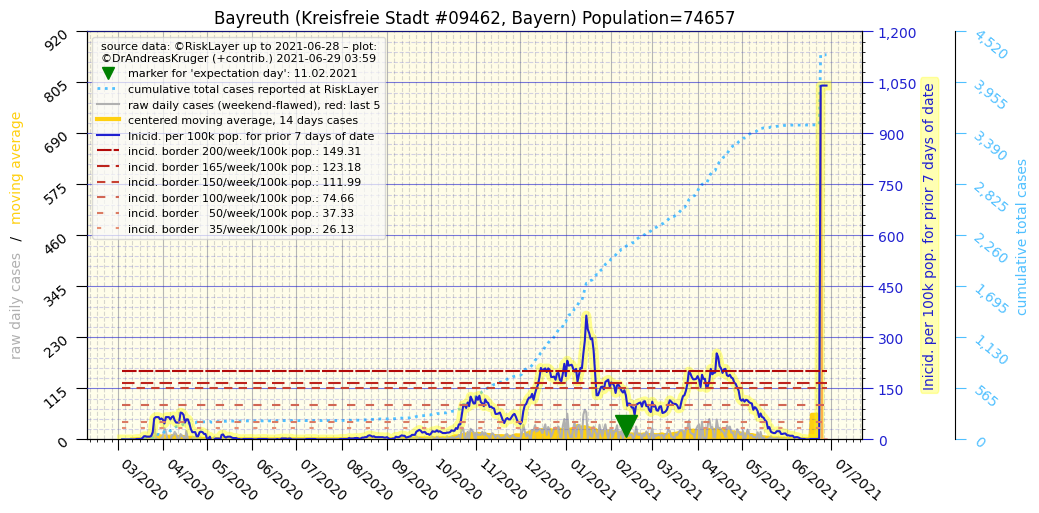 Bayreuth (Kreisfreie Stadt #09462, Bayern) Population=74657
source data: ©RiskLayer up to 2021-06-28 – plot:
©DrAndreasKruger (+contrib.) 2021-06-29 03:59
marker for 'expectation day': 11.02.2021
cumulative total cases reported at RiskLayer
raw daily cases (weekend-flawed), red: last 5
centered moving average, 14 days cases
Inicid. per 100k pop. for prior 7 days of date
incid. border 200/week/100k pop.: 149.31
incid. border 165/week/100k pop.: 123.18
incid. border 150/week/100k pop.: 111.99
incid. border 100/week/100k pop.: 74.66
incid. border   50/week/100k pop.: 37.33
incid. border   35/week/100k pop.: 26.13
raw daily cases / moving average
920
805
690
575
460
345
230
115
0
03/2020
04/2020
05/2020
06/2020
07/2020
08/2020
09/2020
10/2020
11/2020
12/2020
01/2021
02/2021
03/2021
04/2021
05/2021
06/2021
07/2021
1,200
1,050
900
750
600
450
300
150
0
Inicid. per 100k pop. for prior 7 days of date
4,520
3,955
3,390
2,825
2,260
1,695
1,130
565
0
cumulative total cases